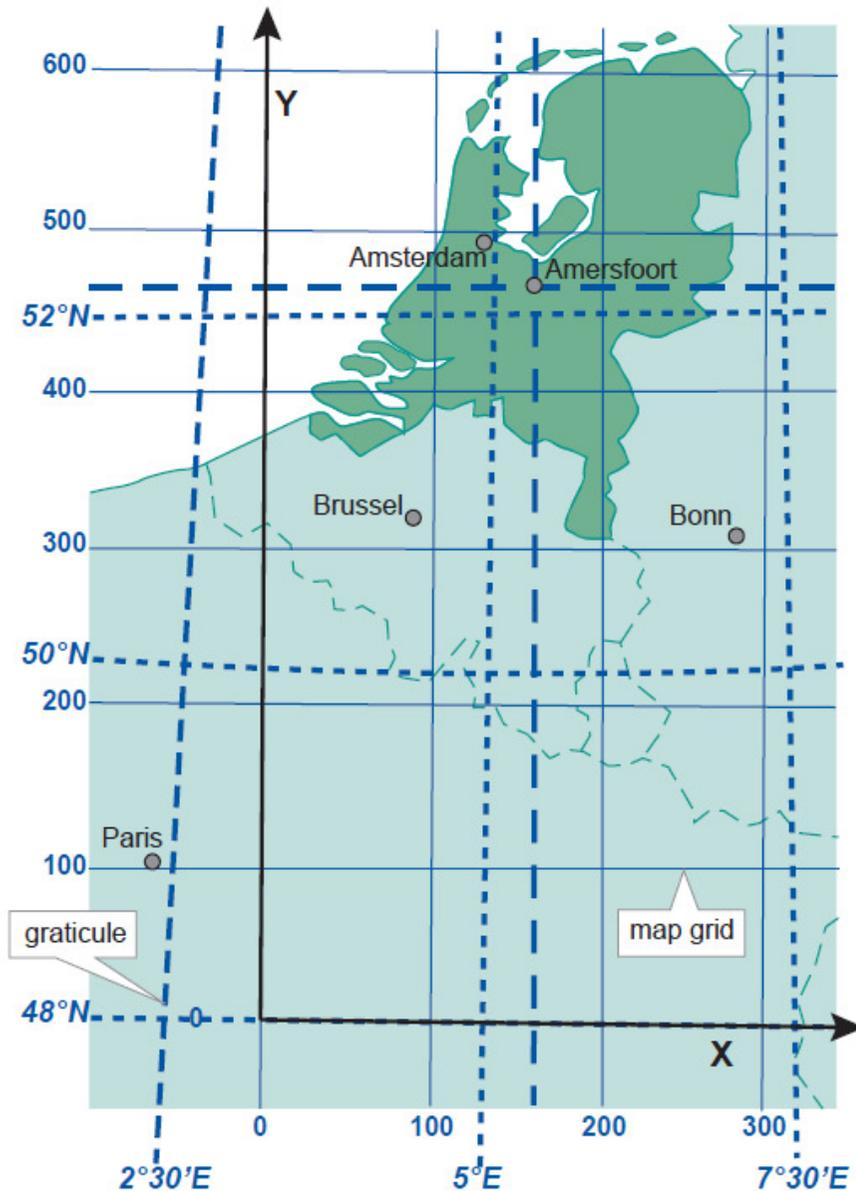 600
Y
500
Amsterdam
Amersfoort
52°N
400
Brussel
Bonn
300
50°N
200
Paris
100
graticule
map grid
48°N
0
X
0
100
200
300
2°30’E
5°E
7°30’E